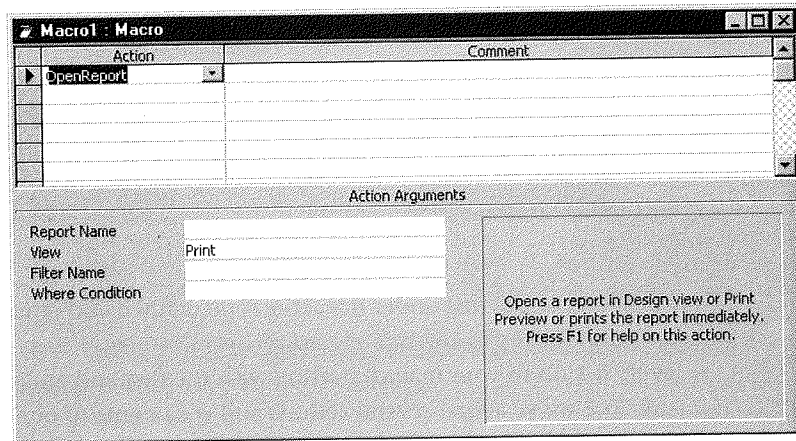 Macro1 : Macro
Action Comment
OpenReport
Action Arguments
Report Name
View Print
Filter Name
Where Condition
Opens a report in Design view or Print
Preview or prints the report immediately.
Press F1 for help on this action.